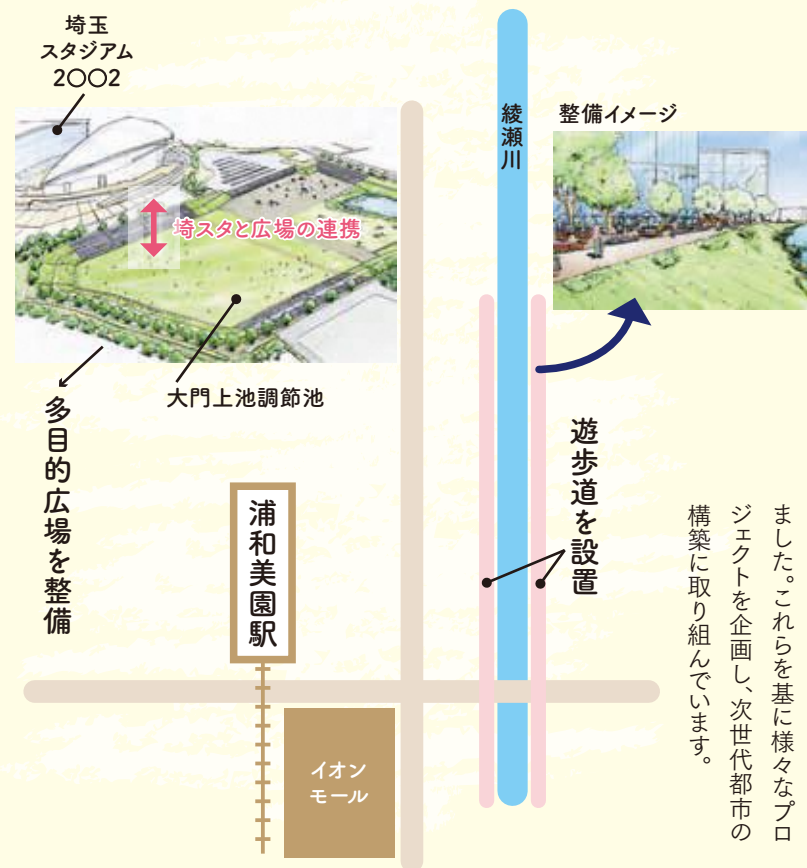 埼玉
スタジアム
2〇〇2
埼スタと広場の連携
大門上池調節池
多目的広場を整備
浦和美園駅
イオン
モール
綾瀬川
整備イメージ
遊歩道を設置
ました。これらを基に様々なプロ
ジェクトを企画し、次世代都市の
構築に取り組んでいます。